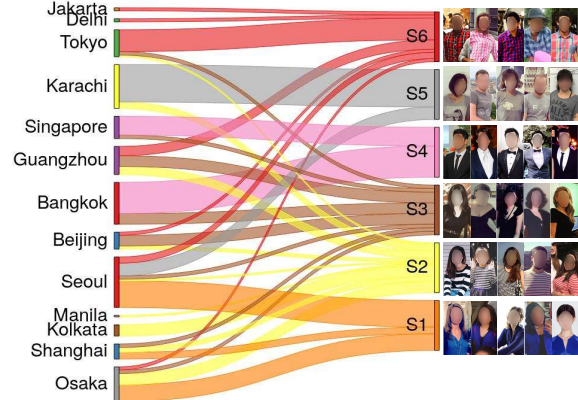 Jakarta
Delhi
Tokyo
Karachi
Singapore
Guangzhou
Bangkok
Beijing
Seoul
Manila
Kolkata
Shanghai
Osaka
S6
S5
S4
S3
S2
S1